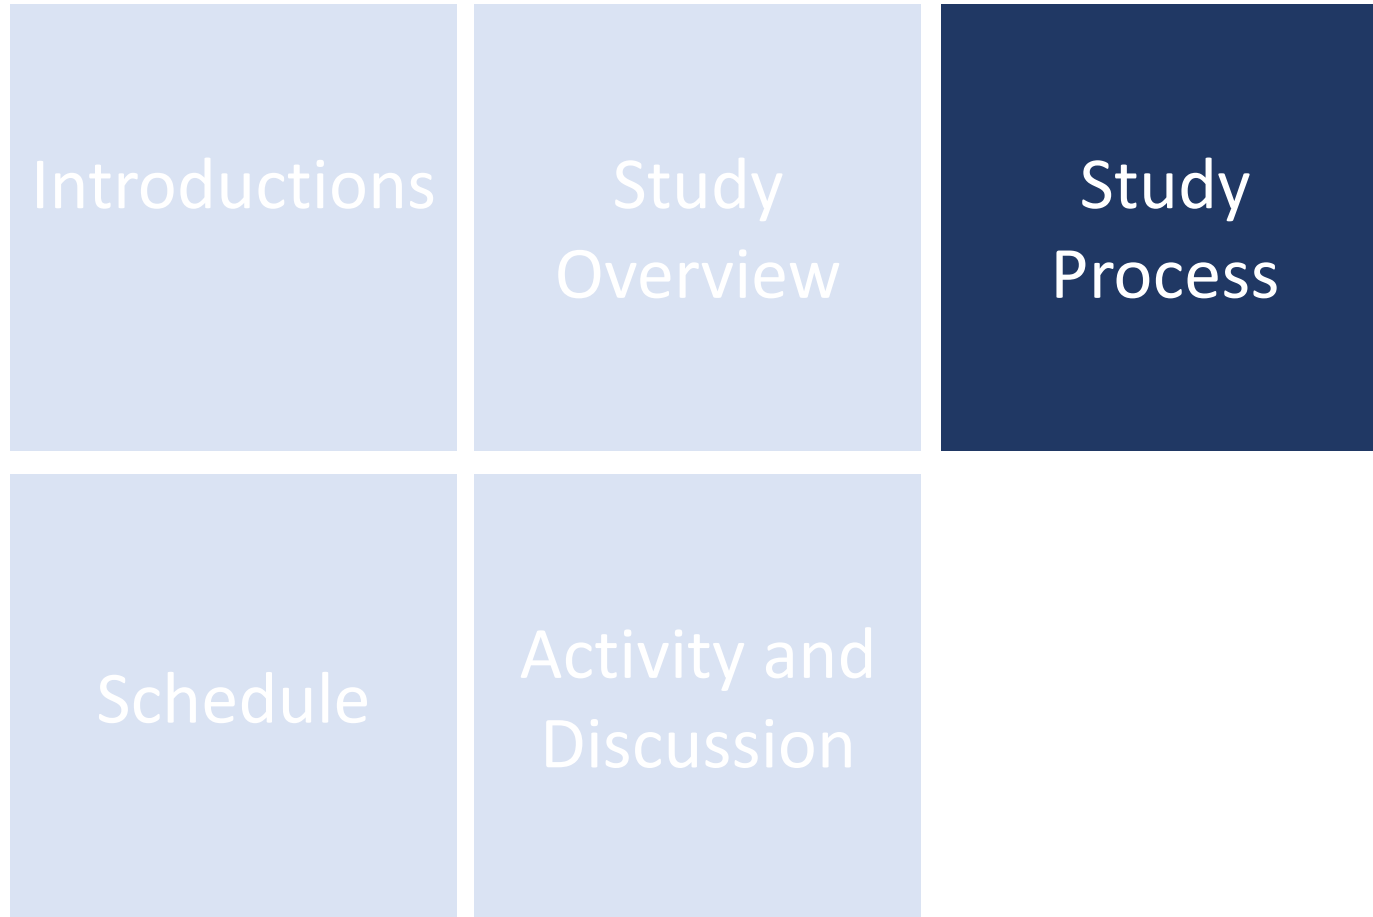 Introductions
Study
Overview
Study
Process
Schedule
Activity and
Discussion